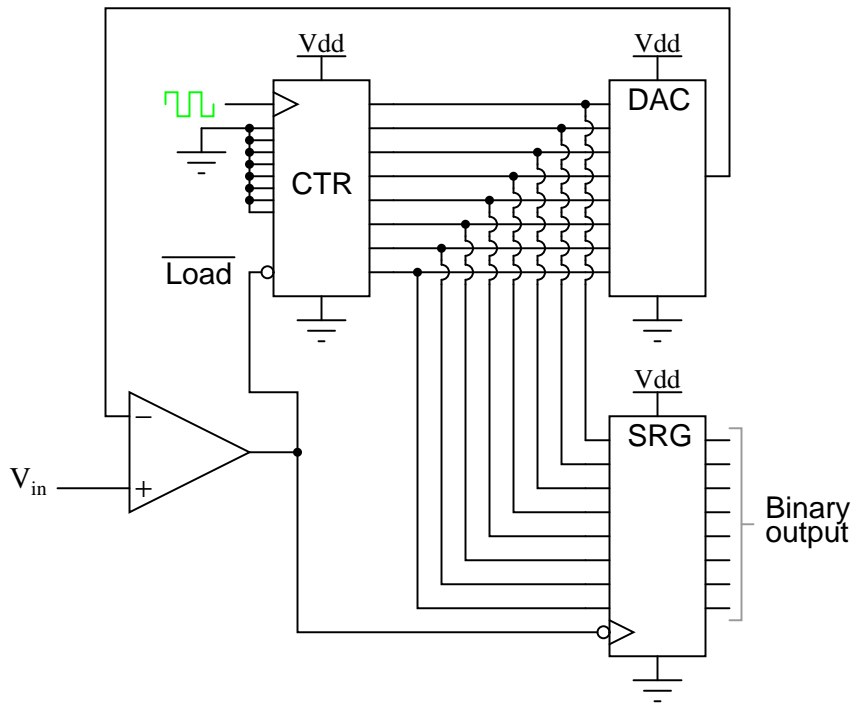 Vdd
Vdd
DAC
CTR
Load
Vdd
SRG
−
Vin
+
Binary
output